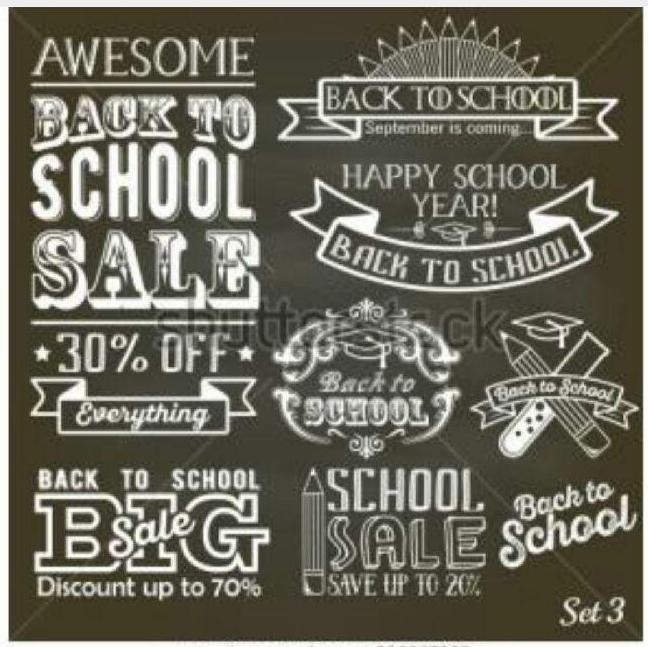 AWESOME
BACK TO
SCHOOL
SALE
30% OFF
Everything
BACK TO SCHOOL
September is coming...
HAPPY SCHOOL
YEAR!
BACK TO SCHOOL
shutterstock
Back to
SCHOOL
Back to School
BACK TO SCHOOL
BIG
Sale
Discount up to 70%
SCHOOL
SALE
SAVE UP TO 20%
Back to
School
Set 3